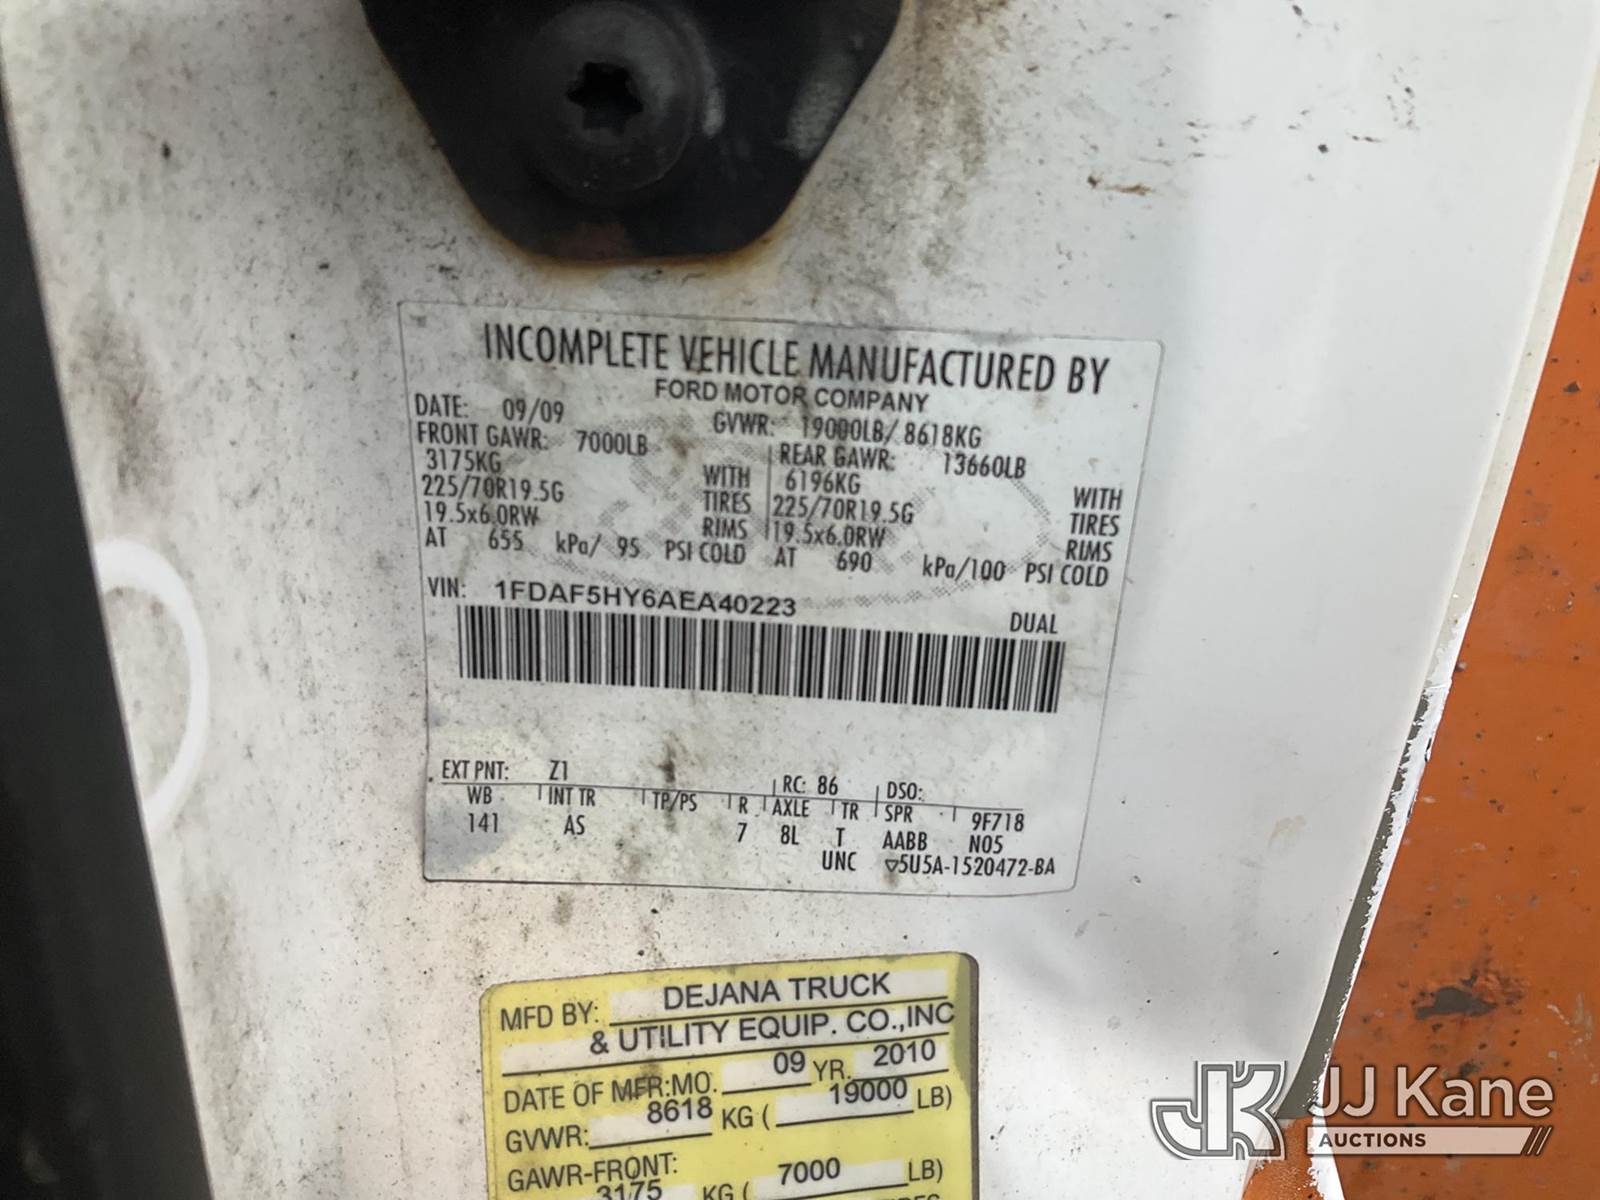 INCOMPLETE VEHICLE MANUFACTURED BY
FORD MOTOR COMPANY
DATE: 09/09 GVWR: 19000LB/ 8618KG
FRONT GAWR: 7000LB REAR GAWR: 13660LB
3175KG WITH 6196KG WITH
225/70R19.5G TIRES 225/70R19.5G TIRES
19.5x6.0RW RIMS 19.5x6.0RW RIMS
AT 655 kPa/ 95 PSI COLD AT 690 kPa/100 PSI COLD
VIN: 1FDAF5HY6AEA40223
DUAL
EXT PNT: Z1 RC: 86 DSO:
WB INT TR TP/PS R AXLE TR SPR 9F718
141 AS 7 8L T AABB N05
UNC ▽5U5A-1520472-BA
MFD BY: DEJANA TRUCK
& UTILITY EQUIP. CO.,INC
DATE OF MFR:MO. 09 YR. 2010
GVWR: 8618 KG ( 19000 LB)
GAWR-FRONT:
3175 KG ( 7000 LB)
JJ Kane
AUCTIONS